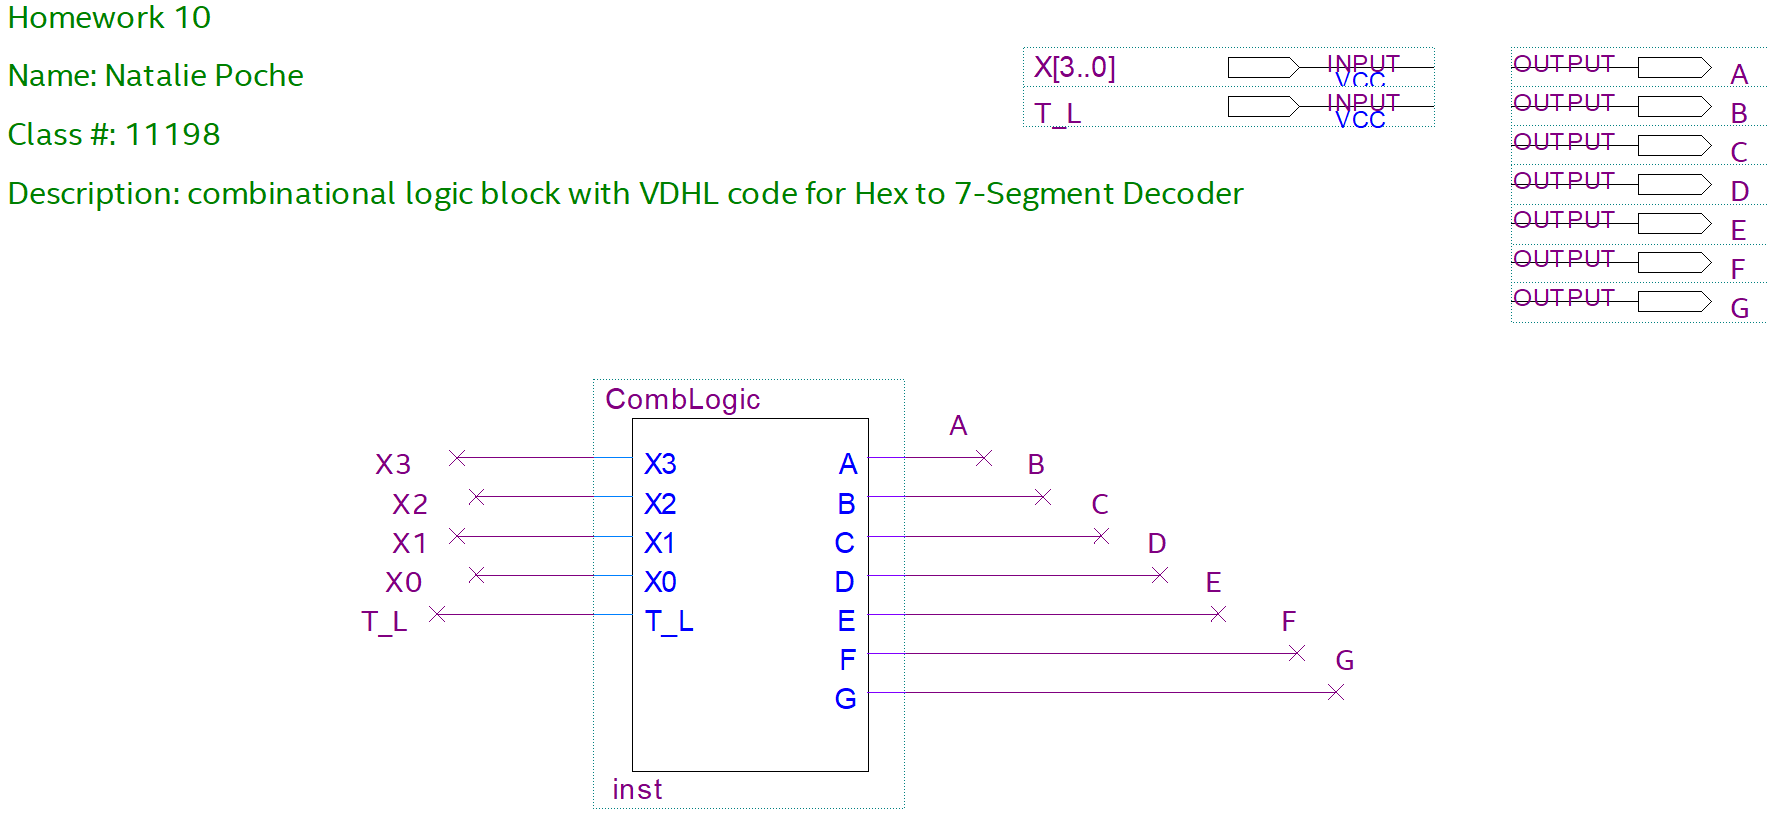 Homework 10
Name: Natalie Poche
Class #: 11198
Description: combinational logic block with VDHL code for Hex to 7-Segment Decoder
X[3..0] INPUT
VCC
T_L INPUT
VCC
OUTPUT A
OUTPUT B
OUTPUT C
OUTPUT D
OUTPUT E
OUTPUT F
OUTPUT G
CombLogic
A
X3 X3 A B
X2 X2 B C
X1 X1 C D
X0 X0 D E
T_L T_L E F
F G
G
inst